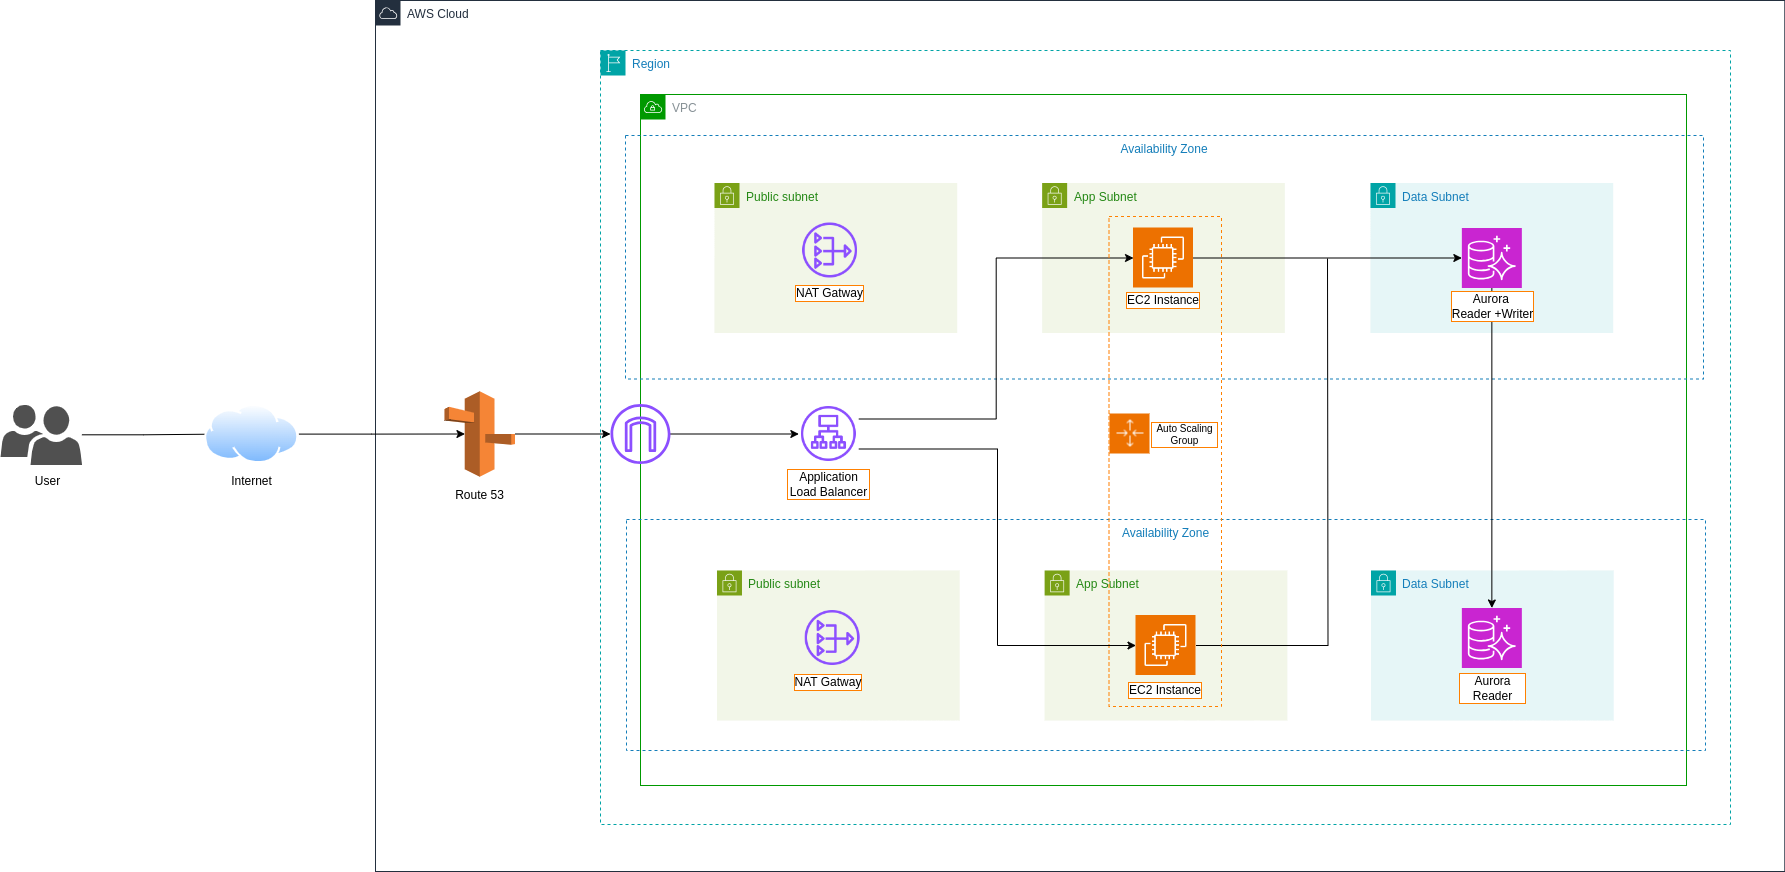 AWS Cloud
Region
VPC
Availability Zone
Public subnet
App Subnet
Data Subnet
NAT Gatway
EC2 Instance
Aurora
Reader +Writer
User
Internet
Route 53
Application
Load Balancer
Auto Scaling
Group
Availability Zone
Public subnet
App Subnet
Data Subnet
NAT Gatway
EC2 Instance
Aurora
Reader